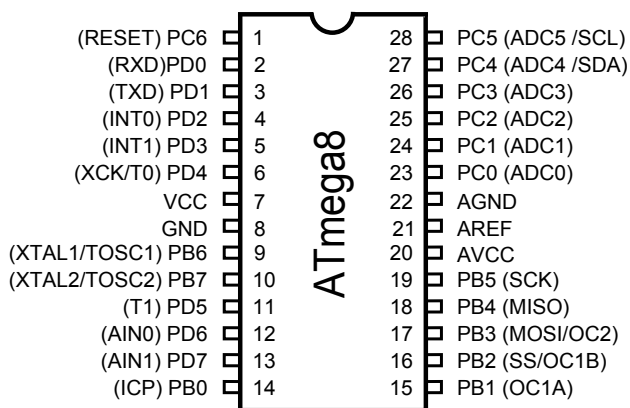 (RESET) PC6 1 28 PC5 (ADC5 /SCL)
(RXD)PD0 2 27 PC4 (ADC4 /SDA)
(TXD) PD1 3 26 PC3 (ADC3)
(INT0) PD2 4 25 PC2 (ADC2)
(INT1) PD3 5 24 PC1 (ADC1)
(XCK/T0) PD4 6 23 PC0 (ADC0)
VCC 7 22 AGND
GND 8 21 AREF
(XTAL1/TOSC1) PB6 9 20 AVCC
(XTAL2/TOSC2) PB7 10 19 PB5 (SCK)
(T1) PD5 11 18 PB4 (MISO)
(AIN0) PD6 12 17 PB3 (MOSI/OC2)
(AIN1) PD7 13 16 PB2 (SS/OC1B)
(ICP) PB0 14 15 PB1 (OC1A)
ATmega8